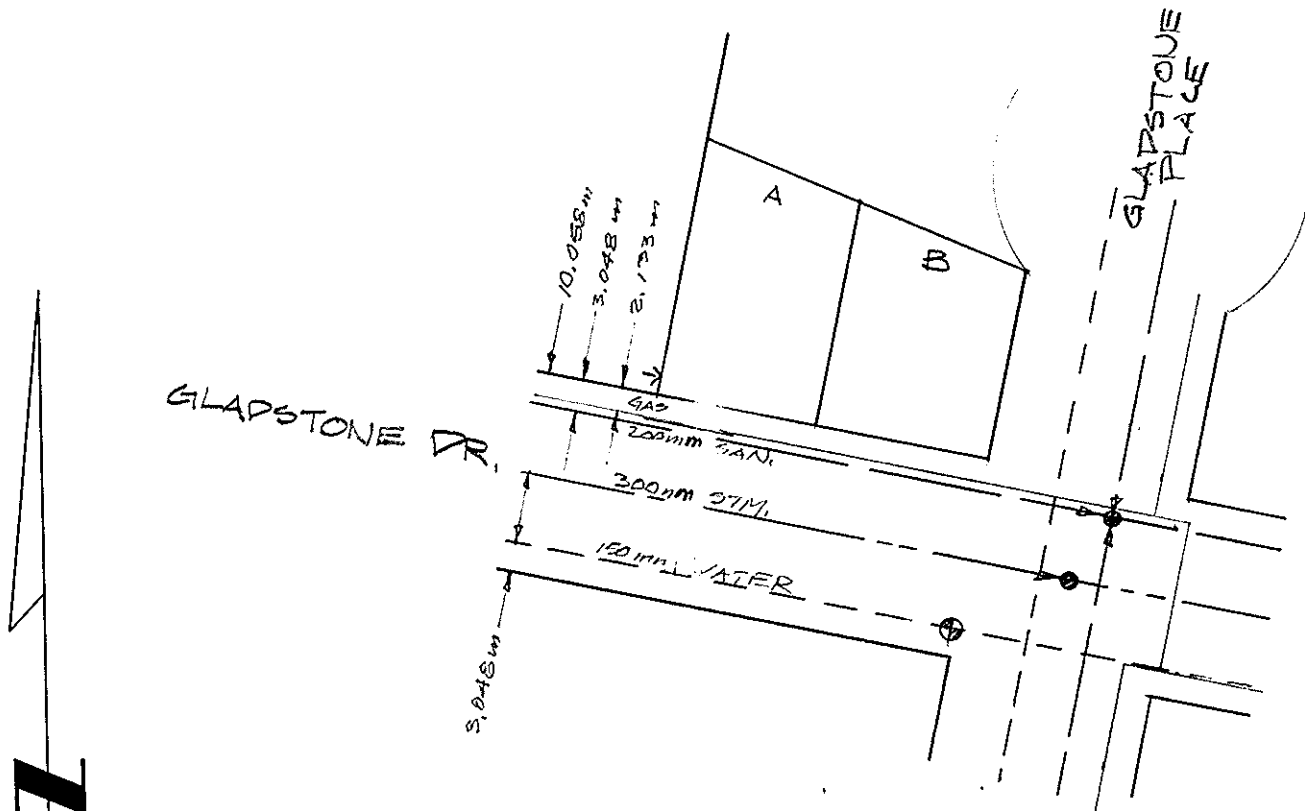 GLADSTONE
PLACE
A
B
10.058m
3.048m
2.133m
GLADSTONE DR.
GAS
200mm SAN.
300mm STM.
150mm WATER
3.048m
N